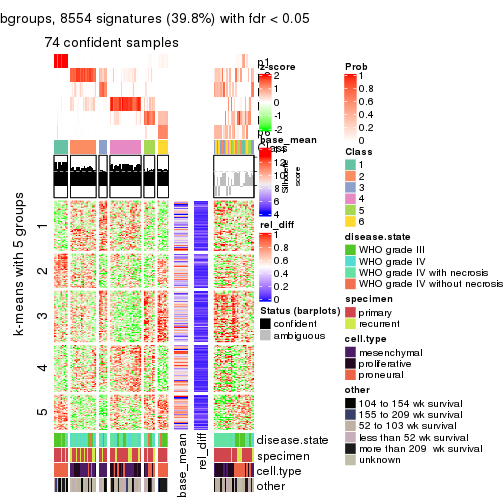 bgroups, 8554 signatures (39.8%) with fdr < 0.05
74 confident samples
z-score
2
1
0
-1
-2
base_mean
14
12
10
8
6
4
rel_diff
1
0.8
0.6
0.4
0.2
0
Status (barplots)
confident
ambiguous
Prob
1
0.8
0.6
0.4
0.2
0
Class
1
2
3
4
5
6
disease.state
WHO grade III
WHO grade IV
WHO grade IV with necrosis
WHO grade IV without necrosis
specimen
primary
recurrent
cell.type
mesenchymal
proliferative
proneural
other
104 to 154 wk survival
155 to 209 wk survival
52 to 103 wk survival
less than 52 wk survival
more than 209 wk survival
unknown
p1
Silhouette
score
k-means with 5 groups
1
2
3
4
5
base_mean
rel_diff
disease.state
specimen
cell.type
other